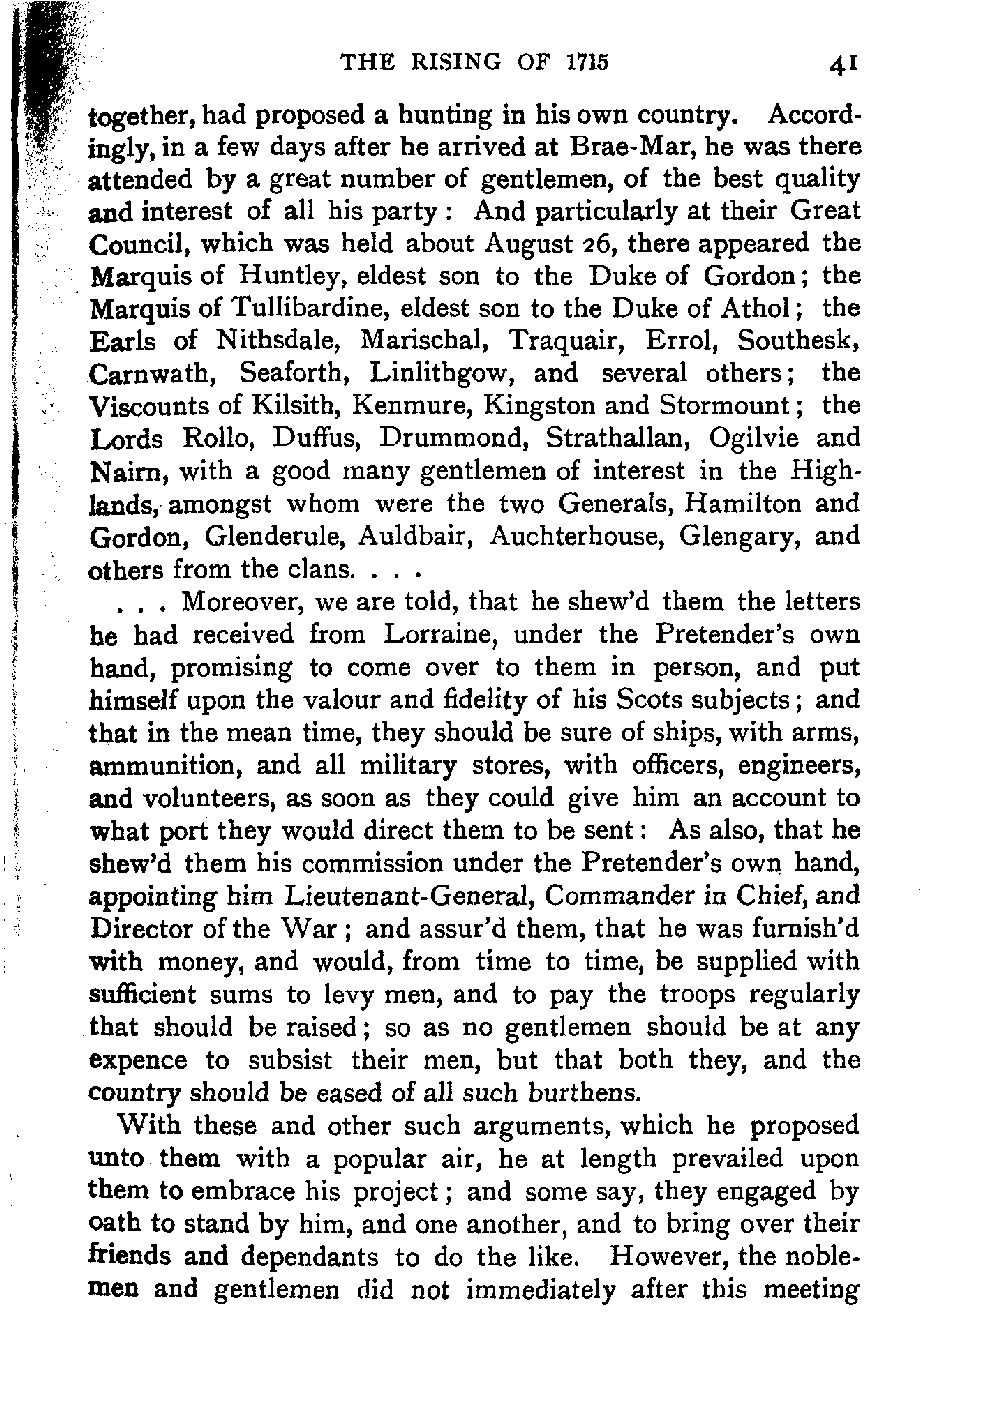 THE RISING OF 1715 41
together, had proposed a hunting in his own country. Accord-
ingly, in a few days after he arrived at Brae-Mar, he was there
attended by a great number of gentlemen, of the best quality
and interest of all his party : And particularly at their Great
Council, which was held about August 26, there appeared the
Marquis of Huntley, eldest son to the Duke of Gordon ; the
Marquis of Tullibardine, eldest son to the Duke of Athol ; the
Earls of Nithsdale, Marischal, Traquair, Errol, Southesk,
Carnwath, Seaforth, Linlithgow, and several others ; the
Viscounts of Kilsith, Kenmure, Kingston and Stormount ; the
Lords Rollo, Duffus, Drummond, Strathallan, Ogilvie and
Nairn, with a good many gentlemen of interest in the High-
lands, amongst whom were the two Generals, Hamilton and
Gordon, Glenderule, Auldbair, Auchterhouse, Glengary, and
others from the clans. . . .
. . . Moreover, we are told, that he shew'd them the letters
he had received from Lorraine, under the Pretender's own
hand, promising to come over to them in person, and put
himself upon the valour and fidelity of his Scots subjects ; and
that in the mean time, they should be sure of ships, with arms,
ammunition, and all military stores, with officers, engineers,
and volunteers, as soon as they could give him an account to
what port they would direct them to be sent : As also, that he
shew'd them his commission under the Pretender's own hand,
appointing him Lieutenant-General, Commander in Chief, and
Director of the War ; and assur'd them, that he was furnish'd
with money, and would, from time to time, be supplied with
sufficient sums to levy men, and to pay the troops regularly
that should be raised ; so as no gentlemen should be at any
expence to subsist their men, but that both they, and the
country should be eased of all such burthens.
With these and other such arguments, which he proposed
unto them with a popular air, he at length prevailed upon
them to embrace his project ; and some say, they engaged by
oath to stand by him, and one another, and to bring over their
friends and dependants to do the like. However, the noble-
men and gentlemen did not immediately after this meeting